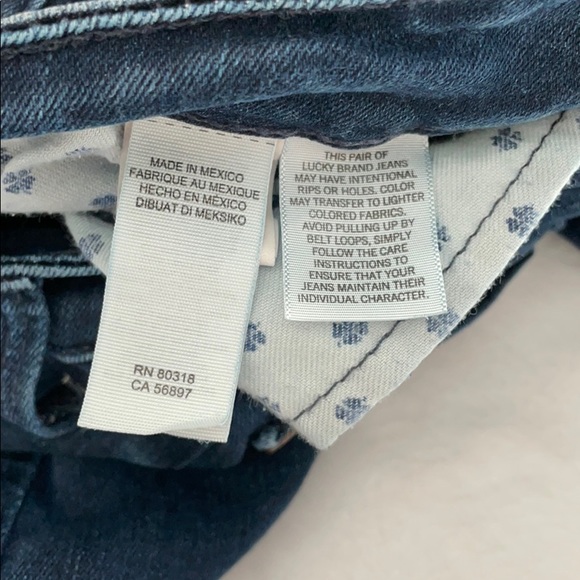 MADE IN MEXICO
FABRIQUE AU MEXIQUE
HECHO EN MÉXICO
DIBUAT DI MEKSIKO
RN 80318
CA 56897
THIS PAIR OF
LUCKY BRAND JEANS
MAY HAVE INTENTIONAL
RIPS OR HOLES. COLOR
MAY TRANSFER TO LIGHTER
COLORED FABRICS.
AVOID PULLING UP BY
BELT LOOPS, SIMPLY
FOLLOW THE CARE
INSTRUCTIONS TO
ENSURE THAT YOUR
JEANS MAINTAIN THEIR
INDIVIDUAL CHARACTER.